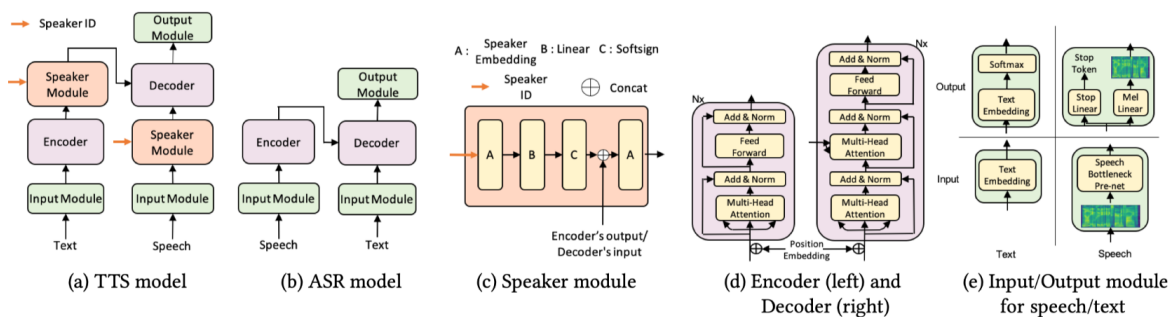 Speaker ID
Output
Module
Speaker
Module
Decoder
Encoder
Speaker
Module
Input Module
Input Module
Text
Speech
(a) TTS model
Output
Module
Encoder
Decoder
Input Module
Input Module
Speech
Text
(b) ASR model
A : Speaker Embedding
B : Linear
C : Softsign
Speaker
ID
Concat
A
B
C
A
Encoder's output/
Decoder's input
(c) Speaker module
Nx
Add & Norm
Feed
Forward
Add & Norm
Multi-Head
Attention
Nx
Add & Norm
Feed
Forward
Add & Norm
Multi-Head
Attention
Add & Norm
Multi-Head
Attention
Position
Embedding
(d) Encoder (left) and
Decoder (right)
Output
Softmax
Text
Embedding
Stop
Token
Stop
Linear
Mel
Linear
Input
Text
Embedding
Speech
Bottleneck
Pre-net
Text
Speech
(e) Input/Output module
for speech/text